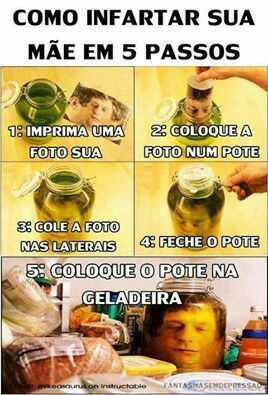 COMO INFARTAR SUA
MÃE EM 5 PASSOS
1: IMPRIMA UMA
FOTO SUA
2: COLOQUE A
FOTO NUM POTE
3: COLE A FOTO
NAS LATERAIS
4: FECHE O POTE
5: COLOQUE O POTE NA
GELADEIRA
mikeasaurus on instructable
FANTASMASEMDEPRESSAO